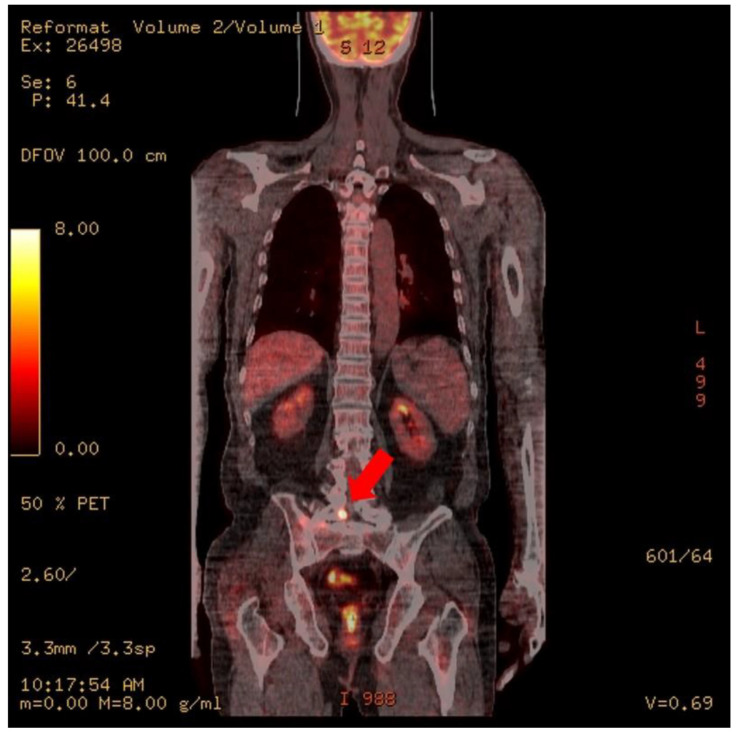 Reformat Volume 2/Volume 1
Ex: 26498
S 12
Se: 6
P: 41.4
DFOV 100.0 cm
8.00
L
4
9
9
0.00
50 % PET
601/64
2.60/
3.3mm /3.3sp
10:17:54 AM
I 988
m=0.00 M=8.00 g/ml
V=0.69